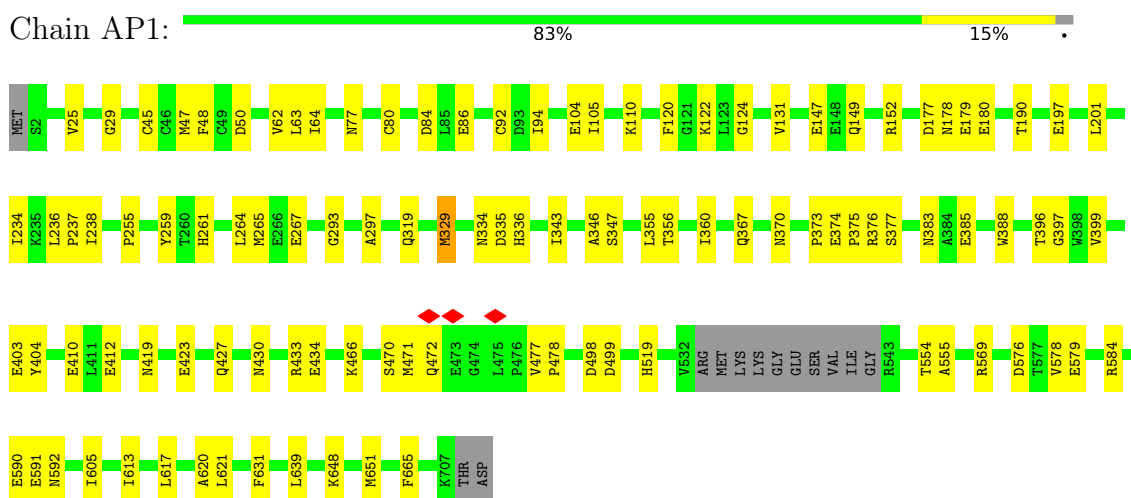 Chain AP1:
83% 15% •
MET S2 V25 G29 C45 C46 M47 F48 C49 D50 V62 L63 I64 N77 C80 D84 L85 E86 C92 D93 I94 E104 I105 K110 F120 G121 K122 L123 G124 V131 E147 E148 Q149 R152 D177 N178 E179 E180 T190 E197 L201
I234 K235 L236 P237 I238 P255 Y259 T260 H261 L264 M265 E266 E267 G293 A297 Q319 M329 N334 D335 H336 I343 A346 S347 L355 T356 I360 Q367 N370 P373 E374 P375 R376 S377 N383 A384 E385 W388 T396 G397 W398 V399
E403 Y404 E410 L411 E412 N419 E423 Q427 N430 R433 E434 K466 S470 M471 Q472 E473 G474 L475 P476 V477 P478 D498 D499 H519 V532 ARG MET LYS LYS GLY GLU SER VAL ILE GLY R543 T554 A555 R569 D576 T577 V578 E579 R584
E590 E591 N592 I605 I613 L617 A620 L621 F631 L639 K648 M651 F665 K707 THR ASP